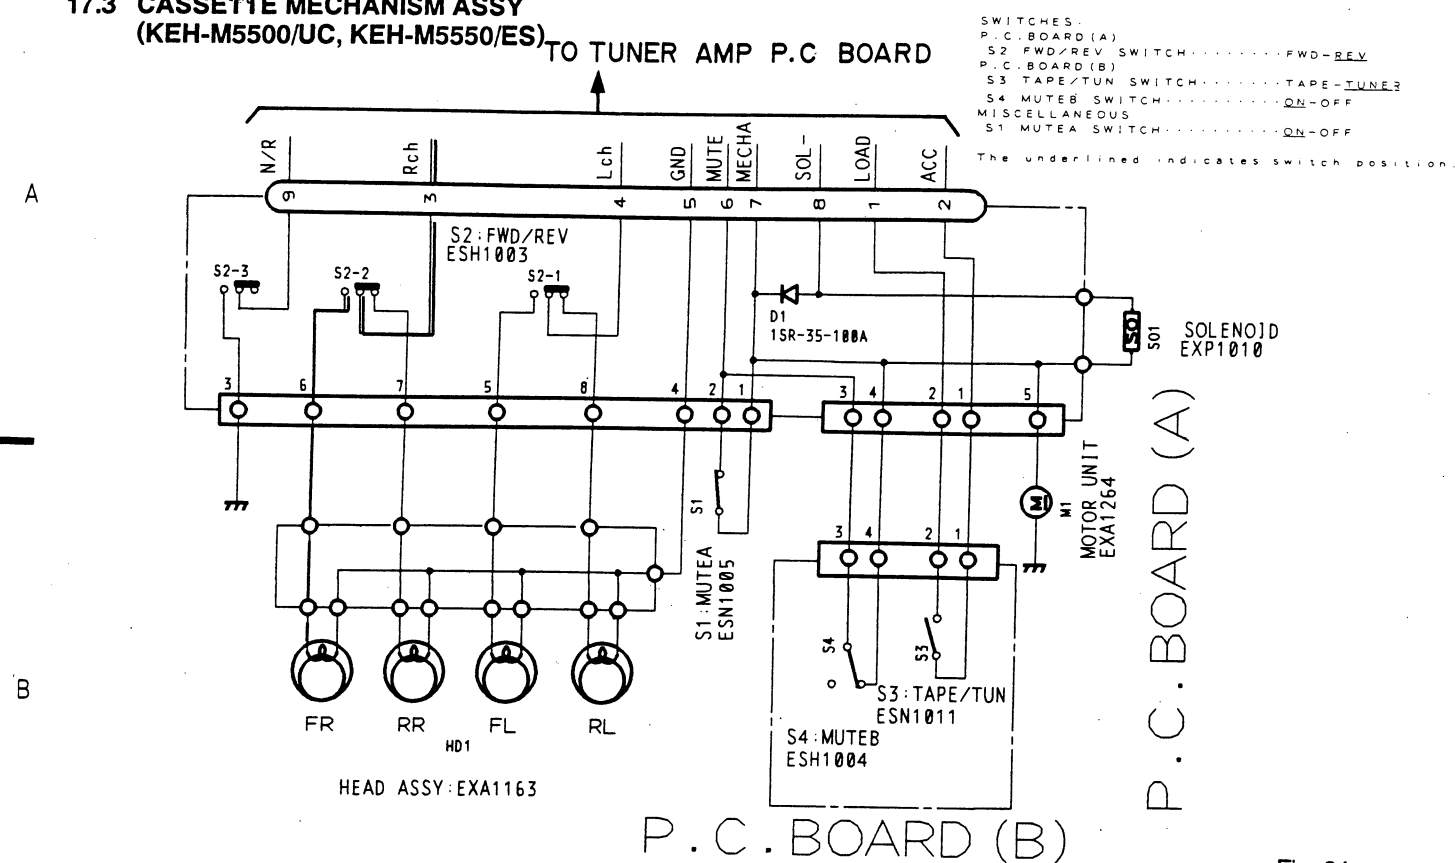 17.3 CASSETTE MECHANISM ASSY
(KEH-M5500/UC, KEH-M5550/ES)
TO TUNER AMP P.C BOARD
SWITCHES.
P.C.BOARD(A)
S2 FWD/REV SWITCH········FWD-REV
P.C.BOARD(B)
S3 TAPE/TUN SWITCH·······TAPE-TUNER
S4 MUTEB SWITCH··········ON-OFF
MISCELLANEOUS
S1 MUTEA SWITCH··········ON-OFF
The underlined indicates switch position.
N/R
Rch
Lch
GND
MUTE
MECHA
SOL-
LOAD
ACC
A
9
3
4
5
6
7
8
1
2
S2:FWD/REV
ESH1003
S2-3
S2-2
S2-1
D1
1SR-35-100A
SO
SO1
SOLENOID
EXP1010
3
6
7
5
8
4
2
1
3
4
2
1
5
S1
M
M1
MOTOR UNIT
EXA1264
3
4
2
1
S1:MUTEA
ESN1005
S4
S3
S3:TAPE/TUN
ESN1011
S4:MUTEB
ESH1004
B
FR
RR
FL
RL
HD1
HEAD ASSY:EXA1163
P.C.BOARD(A)
P.C.BOARD(B)